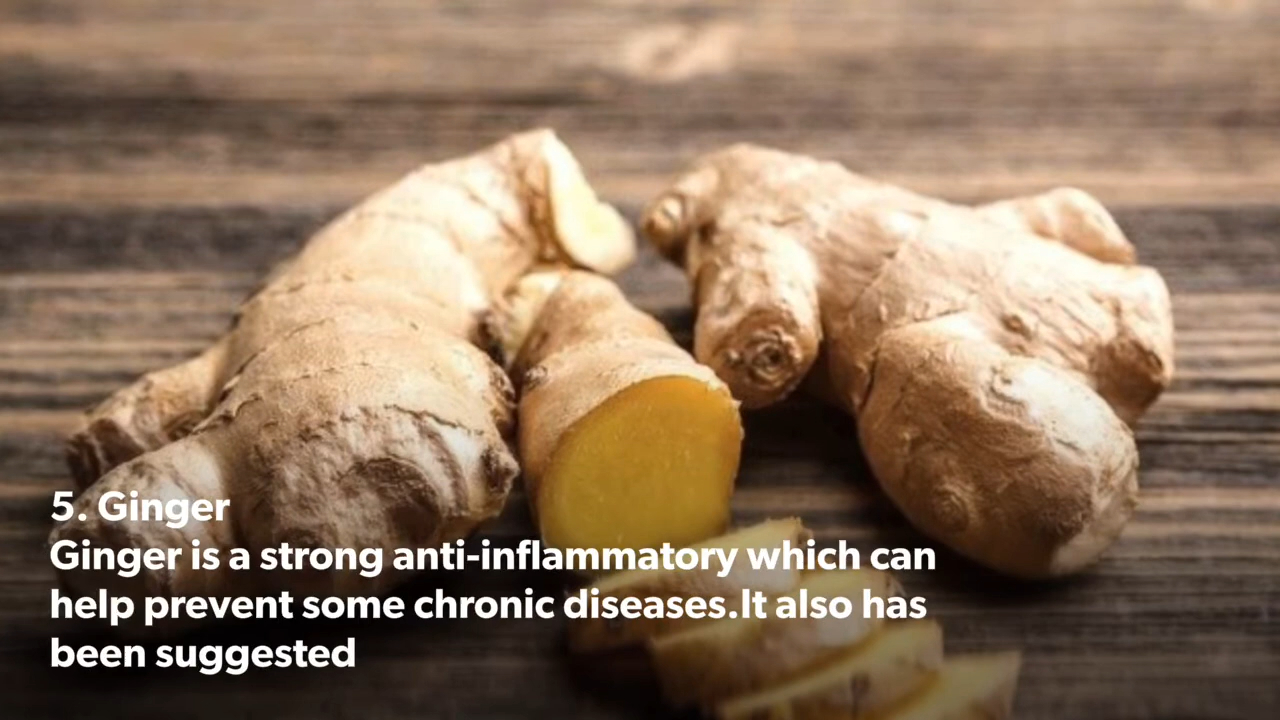 5. Ginger
Ginger is a strong anti-inflammatory which can
help prevent some chronic diseases.It also has
been suggested